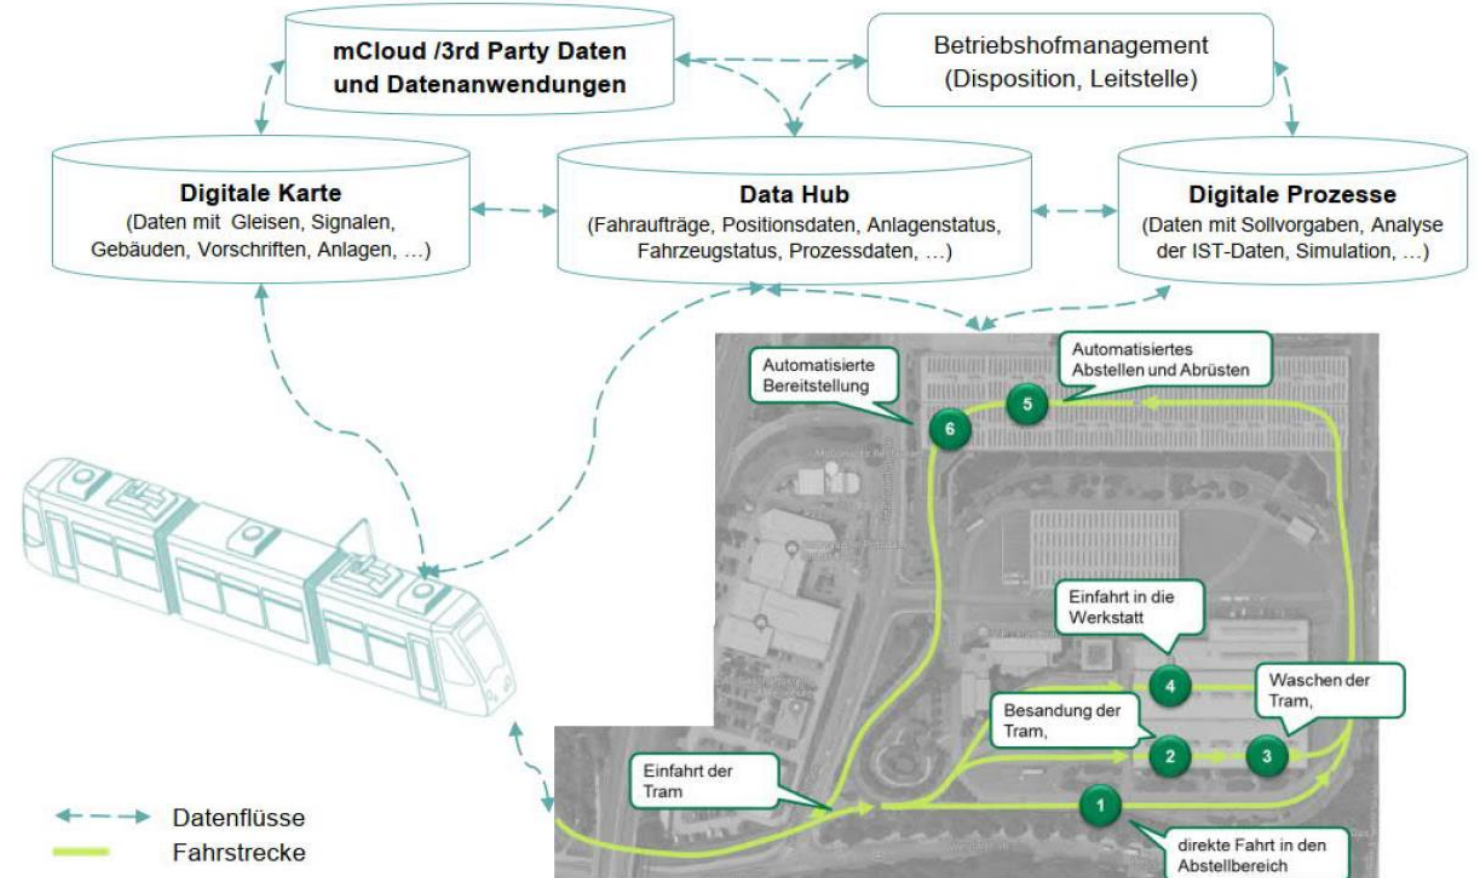 mCloud /3rd Party Daten
und Datenanwendungen
Betriebshofmanagement
(Disposition, Leitstelle)
Digitale Karte
(Daten mit Gleisen, Signalen,
Gebäuden, Vorschriften, Anlagen, …)
Data Hub
(Fahraufträge, Positionsdaten, Anlagenstatus,
Fahrzeugstatus, Prozessdaten, …)
Digitale Prozesse
(Daten mit Sollvorgaben, Analyse
der IST-Daten, Simulation, …)
Automatisierte
Bereitstellung
Automatisiertes
Abstellen und Abrüsten
5
6
Einfahrt in die
Werkstatt
4
Waschen der
Tram,
Besandung der
Tram,
2
3
Einfahrt der
Tram
1
direkte Fahrt in den
Abstellbereich
Datenflüsse
Fahrstrecke